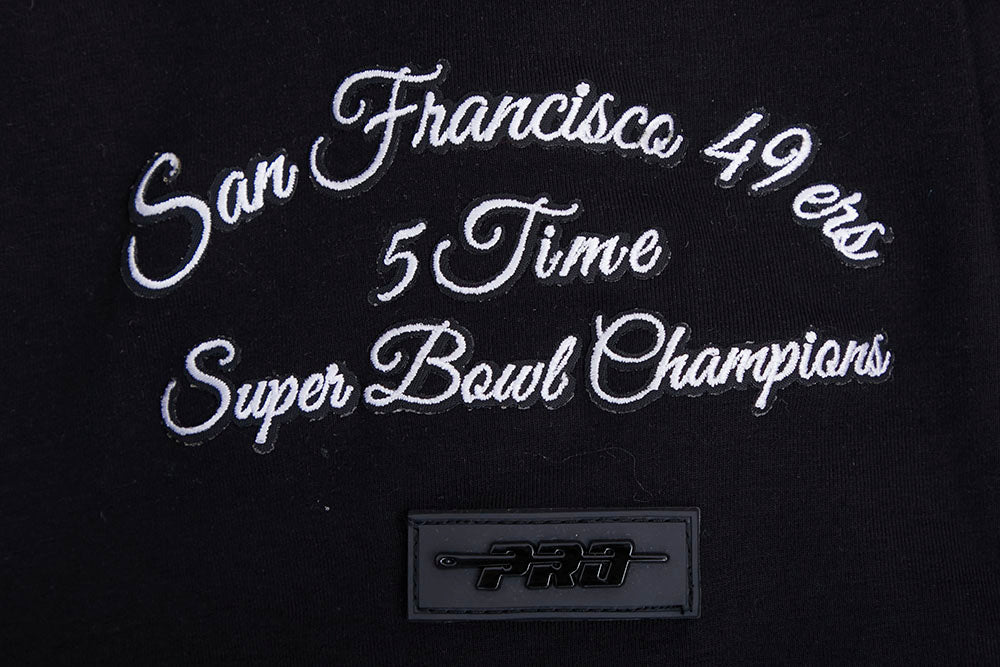 San Francisco 49ers
5 Time
Super Bowl Champions
PRO